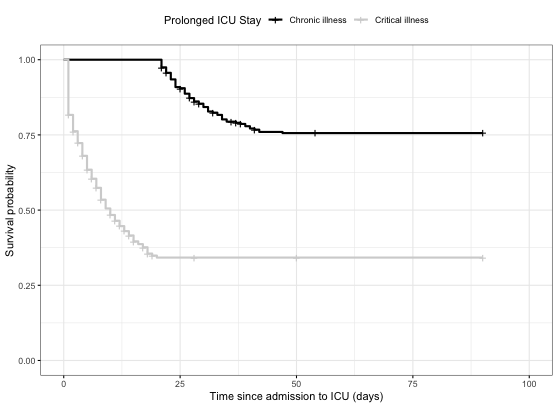 Prolonged ICU Stay Chronic illness Critical illness
1.00
0.75
0.50
0.25
0.00
Survival probability
0 25 50 75 100
Time since admission to ICU (days)